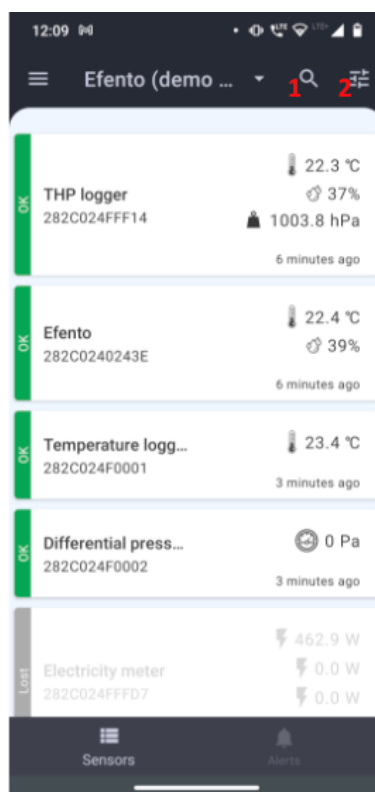 12:09
LTE LTE+
Efento (demo ...
1 2
OK
THP logger
282C024FFF14
22.3 °C
37%
1003.8 hPa
6 minutes ago
OK
Efento
282C0240243E
22.4 °C
39%
6 minutes ago
OK
Temperature logg...
282C024F0001
23.4 °C
3 minutes ago
OK
Differential press...
282C024F0002
0 Pa
3 minutes ago
Lost
Electricity meter
282C024FFFD7
462.9 W
0.0 W
0.0 W
Sensors
Alerts